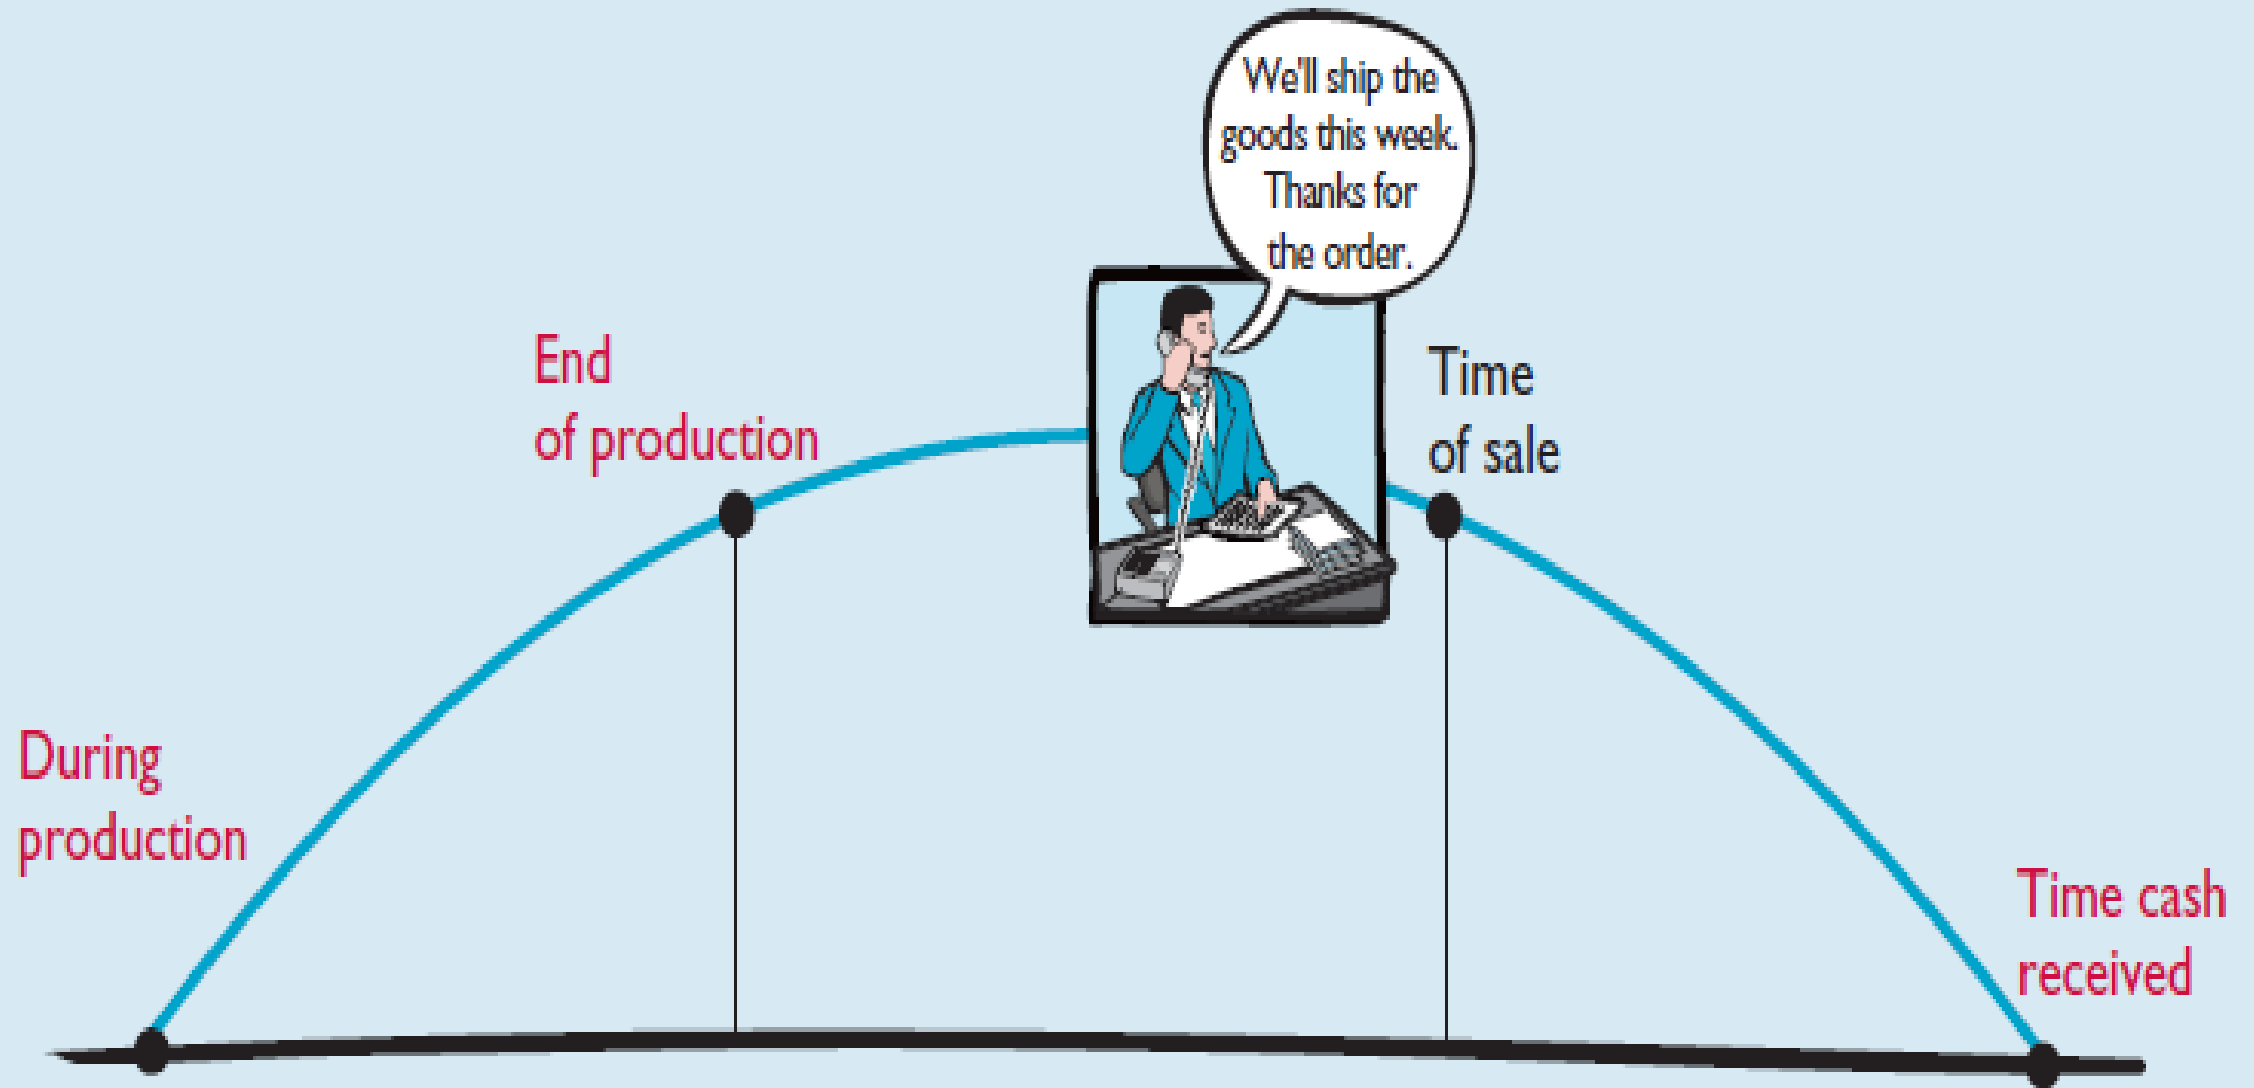 We'll ship the
goods this week.
Thanks for
the order.
End
of production
Time
of sale
During
production
Time cash
received